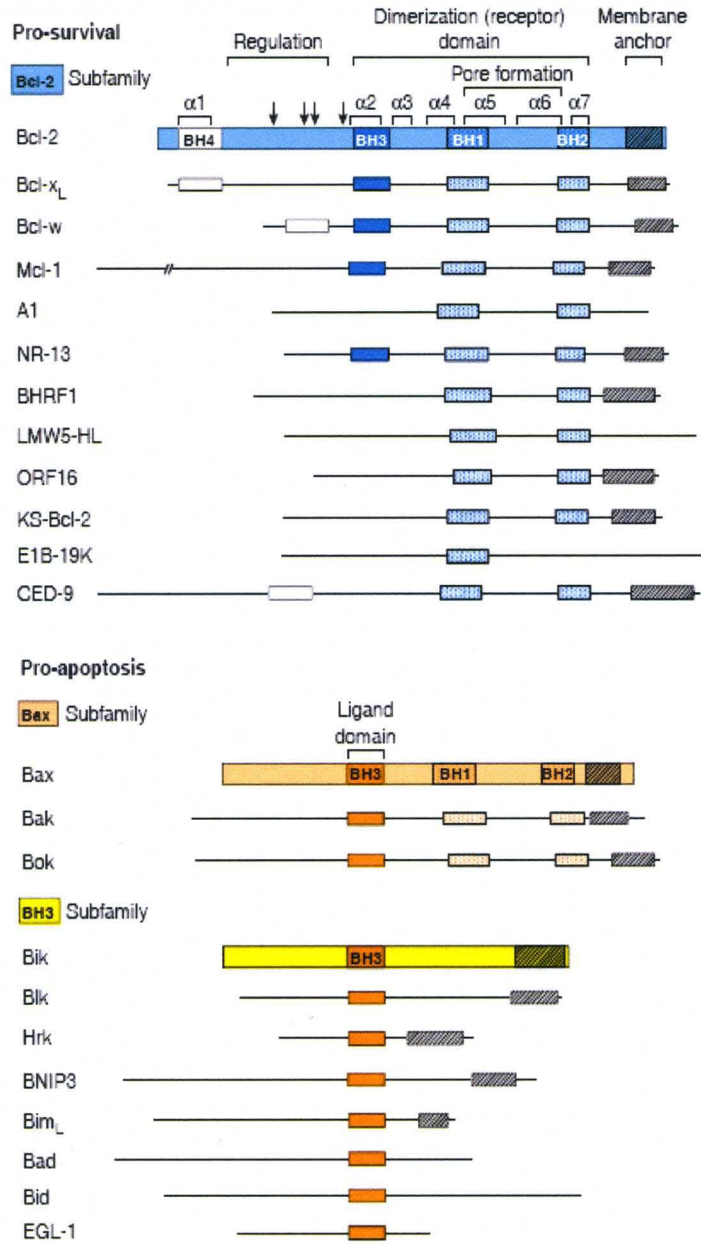 Pro-survival
Regulation
Dimerization (receptor)
domain
Membrane
anchor
Bcl-2 Subfamily
Pore formation
α1 α2 α3 α4 α5 α6 α7
Bcl-2 BH4 BH3 BH1 BH2
Bcl-xL
Bcl-w
Mcl-1
A1
NR-13
BHRF1
LMW5-HL
ORF16
KS-Bcl-2
E1B-19K
CED-9
Pro-apoptosis
Bax Subfamily
Ligand
domain
Bax BH3 BH1 BH2
Bak
Bok
BH3 Subfamily
Bik BH3
Blk
Hrk
BNIP3
BimL
Bad
Bid
EGL-1